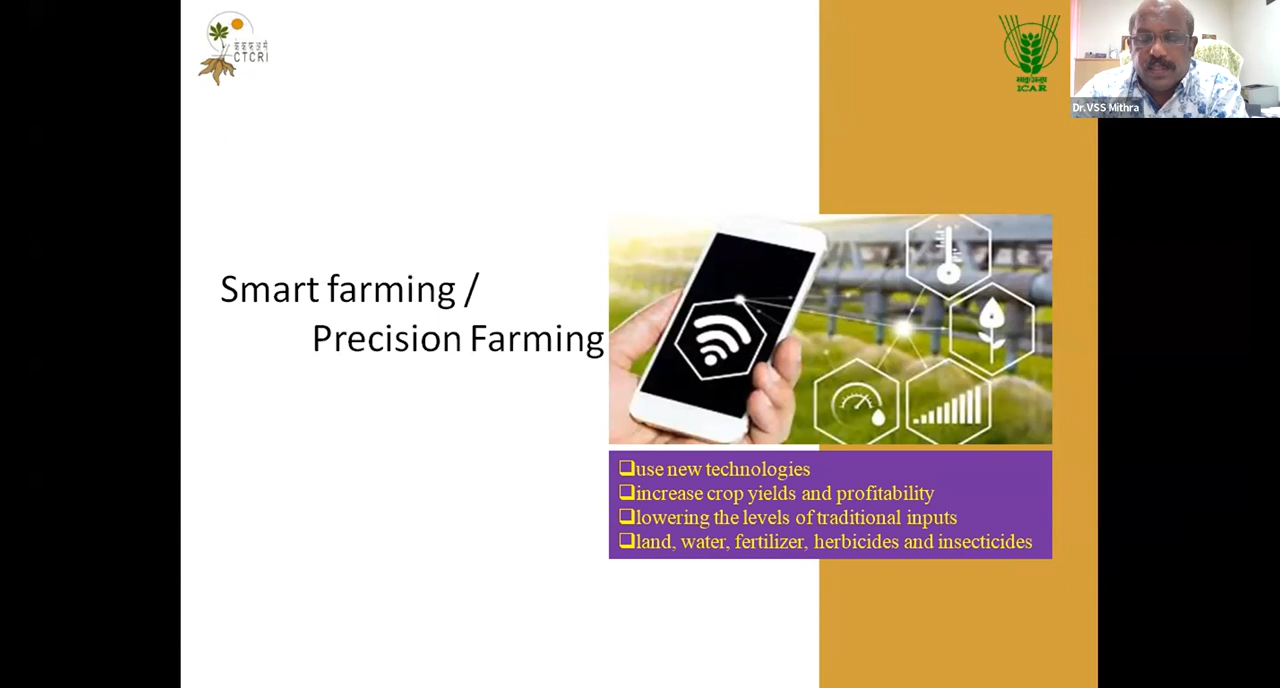 CTCRI
ICAR
Dr.VSS Mithra
Smart farming /
Precision Farming
❑use new technologies
❑increase crop yields and profitability
❑lowering the levels of traditional inputs
❑land, water, fertilizer, herbicides and insecticides